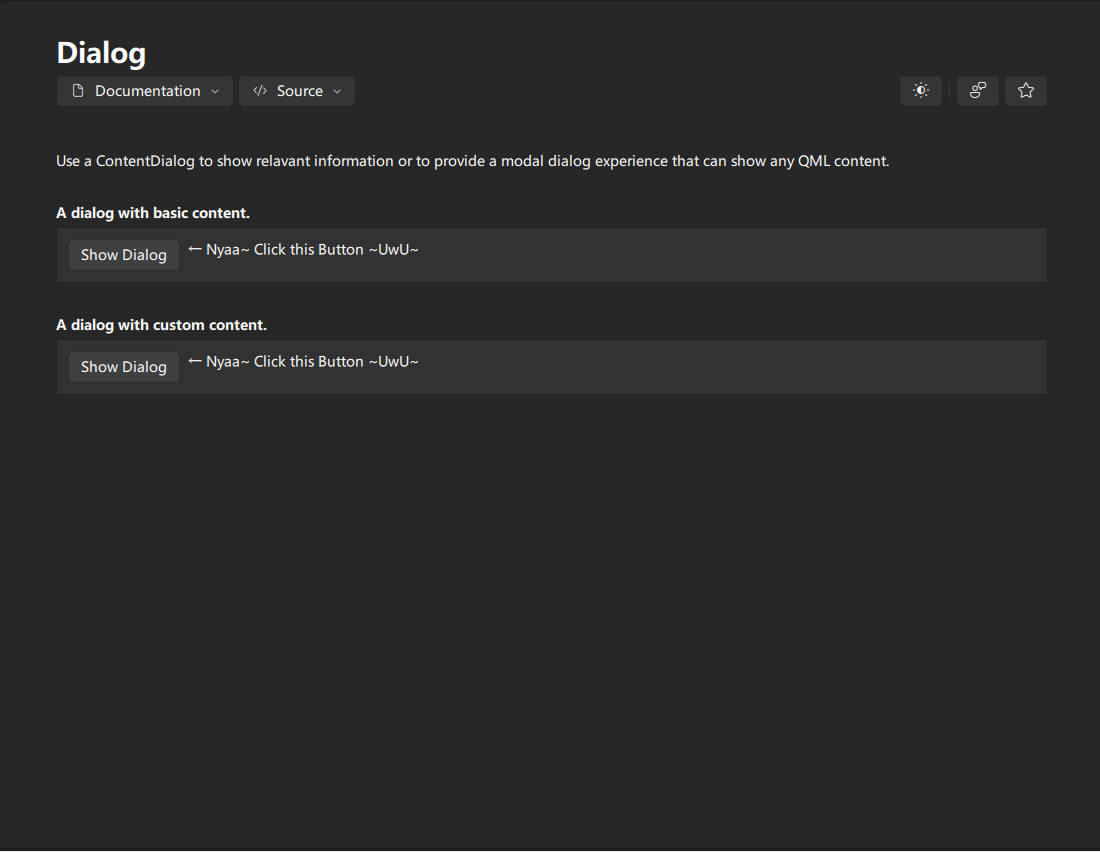 Dialog
Documentation
Source
Use a ContentDialog to show relavant information or to provide a modal dialog experience that can show any QML content.
A dialog with basic content.
Show Dialog ← Nyaa~ Click this Button ~UwU~
A dialog with custom content.
Show Dialog ← Nyaa~ Click this Button ~UwU~